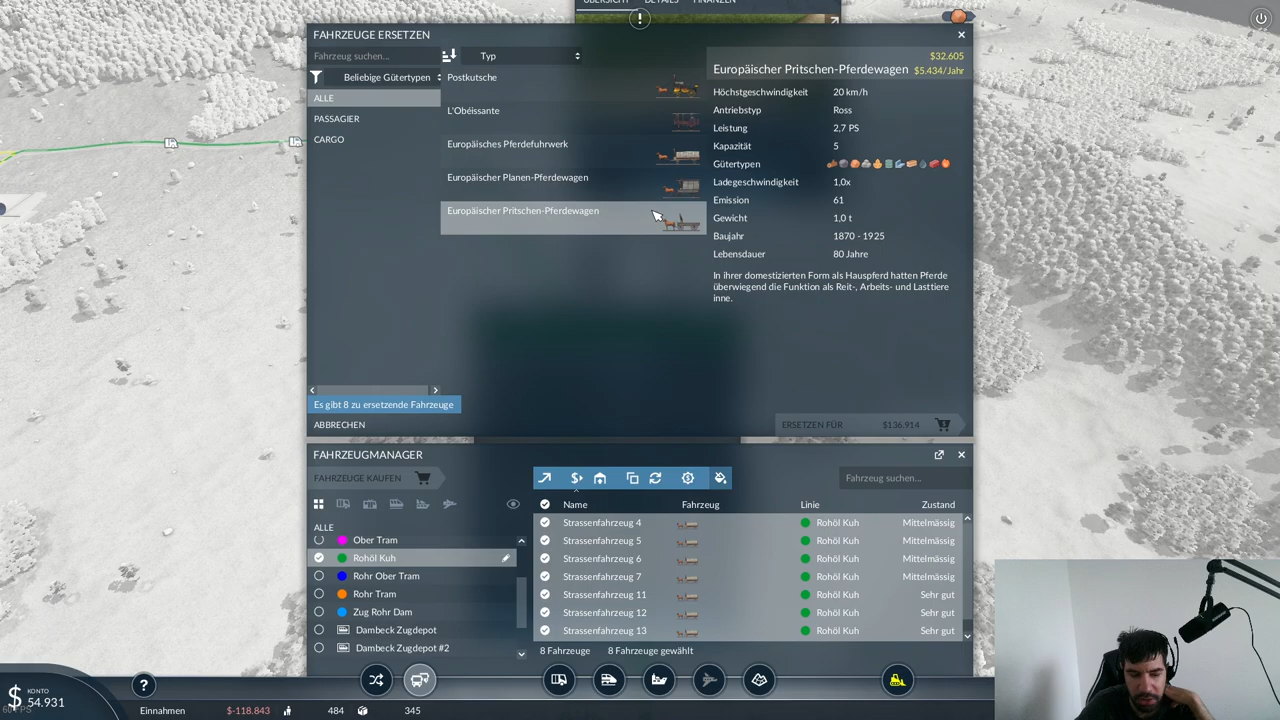 FAHRZEUGE ERSETZEN
Fahrzeug suchen...
Typ
Beliebige Gütertypen
ALLE
PASSAGIER
CARGO
Postkutsche
L'Obéissante
Europäisches Pferdefuhrwerk
Europäischer Planen-Pferdewagen
Europäischer Pritschen-Pferdewagen
$32.605
Europäischer Pritschen-Pferdewagen
$5.434/Jahr
Höchstgeschwindigkeit 20 km/h
Antriebstyp Ross
Leistung 2,7 PS
Kapazität 5
Gütertypen
Ladegeschwindigkeit 1,0x
Emission 61
Gewicht 1,0 t
Baujahr 1870 - 1925
Lebensdauer 80 Jahre
In ihrer domestizierten Form als Hauspferd hatten Pferde
überwiegend die Funktion als Reit-, Arbeits- und Lasttiere
inne.
Es gibt 8 zu ersetzende Fahrzeuge
ABBRECHEN
ERSETZEN FÜR $136.914
FAHRZEUGMANAGER
FAHRZEUGE KAUFEN
Fahrzeug suchen...
ALLE
Ober Tram
Rohöl Kuh
Rohr Ober Tram
Rohr Tram
Zug Rohr Dam
Dambeck Zugdepot
Dambeck Zugdepot #2
Name Fahrzeug Linie Zustand
Strassenfahrzeug 4 Rohöl Kuh Mittelmässig
Strassenfahrzeug 5 Rohöl Kuh Mittelmässig
Strassenfahrzeug 6 Rohöl Kuh Mittelmässig
Strassenfahrzeug 7 Rohöl Kuh Mittelmässig
Strassenfahrzeug 11 Rohöl Kuh Sehr gut
Strassenfahrzeug 12 Rohöl Kuh Sehr gut
Strassenfahrzeug 13 Rohöl Kuh Sehr gut
8 Fahrzeuge 8 Fahrzeuge gewählt
KONTO
$ 54.931
60 FPS
Einnahmen $-118.843 484 345